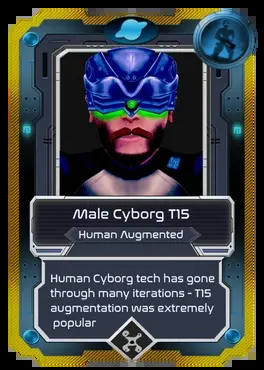 Male Cyborg T15
Human Augmented
Human Cyborg tech has gone
through many iterations - T15
augmentation was extremely
popular